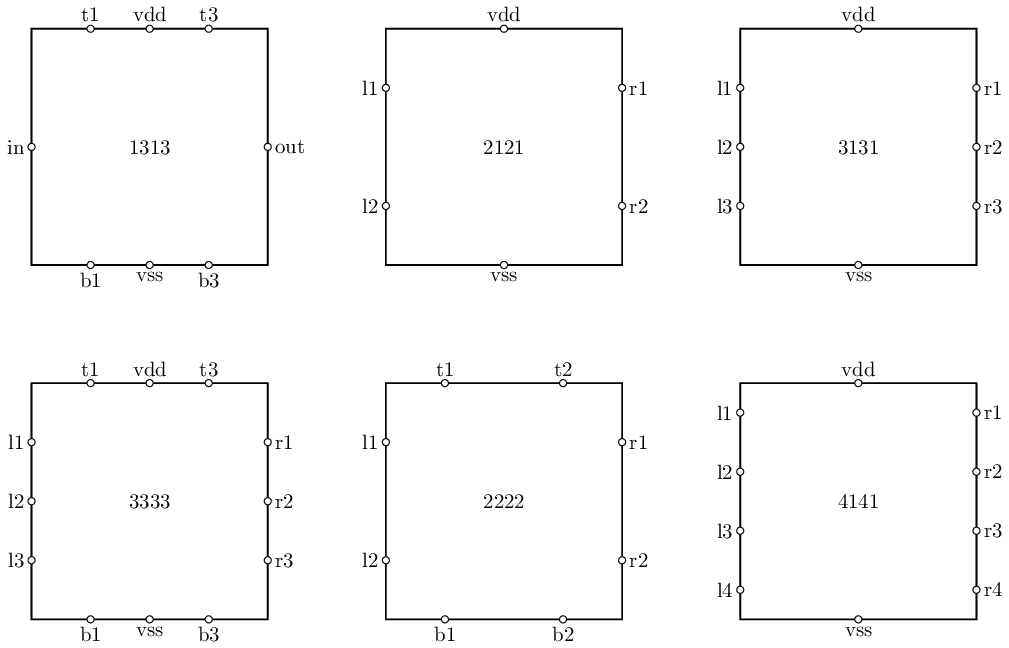 t1 vdd t3 vdd vdd
l1 r1 l1 r1
in 1313 out 2121 l2 3131 r2
l2 r2 l3 r3
b1 vss b3 vss vss
t1 vdd t3 t1 t2 vdd
l1 r1
l1 r1 l1 r1
l2 r2
l2 3333 r2 2222 4141
l3 r3
l3 r3 l2 r2
l4 r4
b1 vss b3 b1 b2 vss